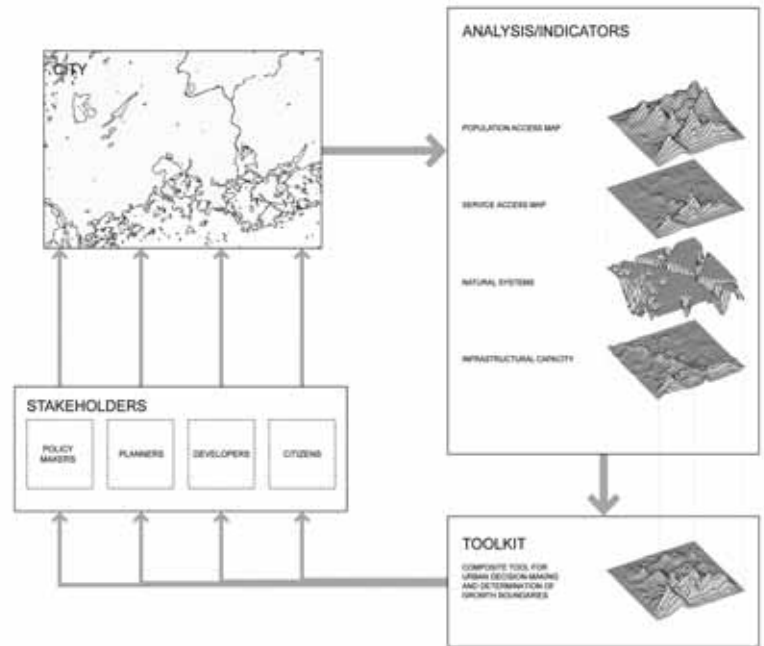 CITY
ANALYSIS/INDICATORS
POPULATION ACCESS MAP
SERVICE ACCESS MAP
NATURAL SYSTEMS
INFRASTRUCTURAL CAPACITY
STAKEHOLDERS
POLICY
MAKERS
PLANNERS
DEVELOPERS
CITIZENS
TOOLKIT
COMPOSITE TOOL FOR
URBAN DECISION-MAKING
AND DETERMINATION OF
GROWTH BOUNDARIES